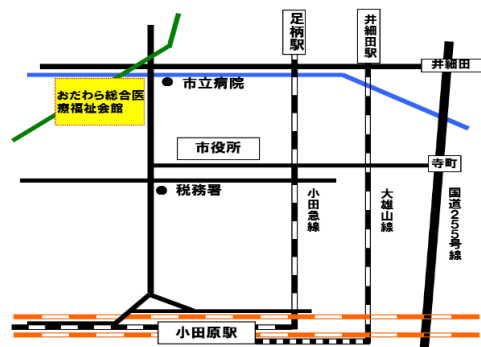 足柄駅
井細田駅
井細田
市立病院
おだわら総合医
療福祉会館
市役所
寺町
税務署
小田急線
大雄山線
国道255号線
小田原駅